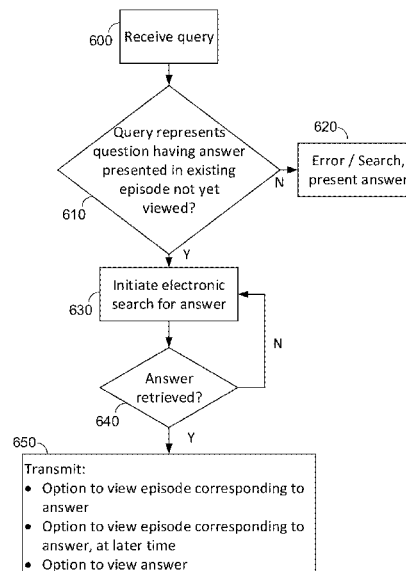 600
Receive query
Query represents
question having answer
presented in existing
episode not yet
viewed?
610
N
620
Error / Search,
present answer
Y
630
Initiate electronic
search for answer
N
Answer
retrieved?
640
Y
650
Transmit:
• Option to view episode corresponding to
answer
• Option to view episode corresponding to
answer, at later time
• Option to view answer